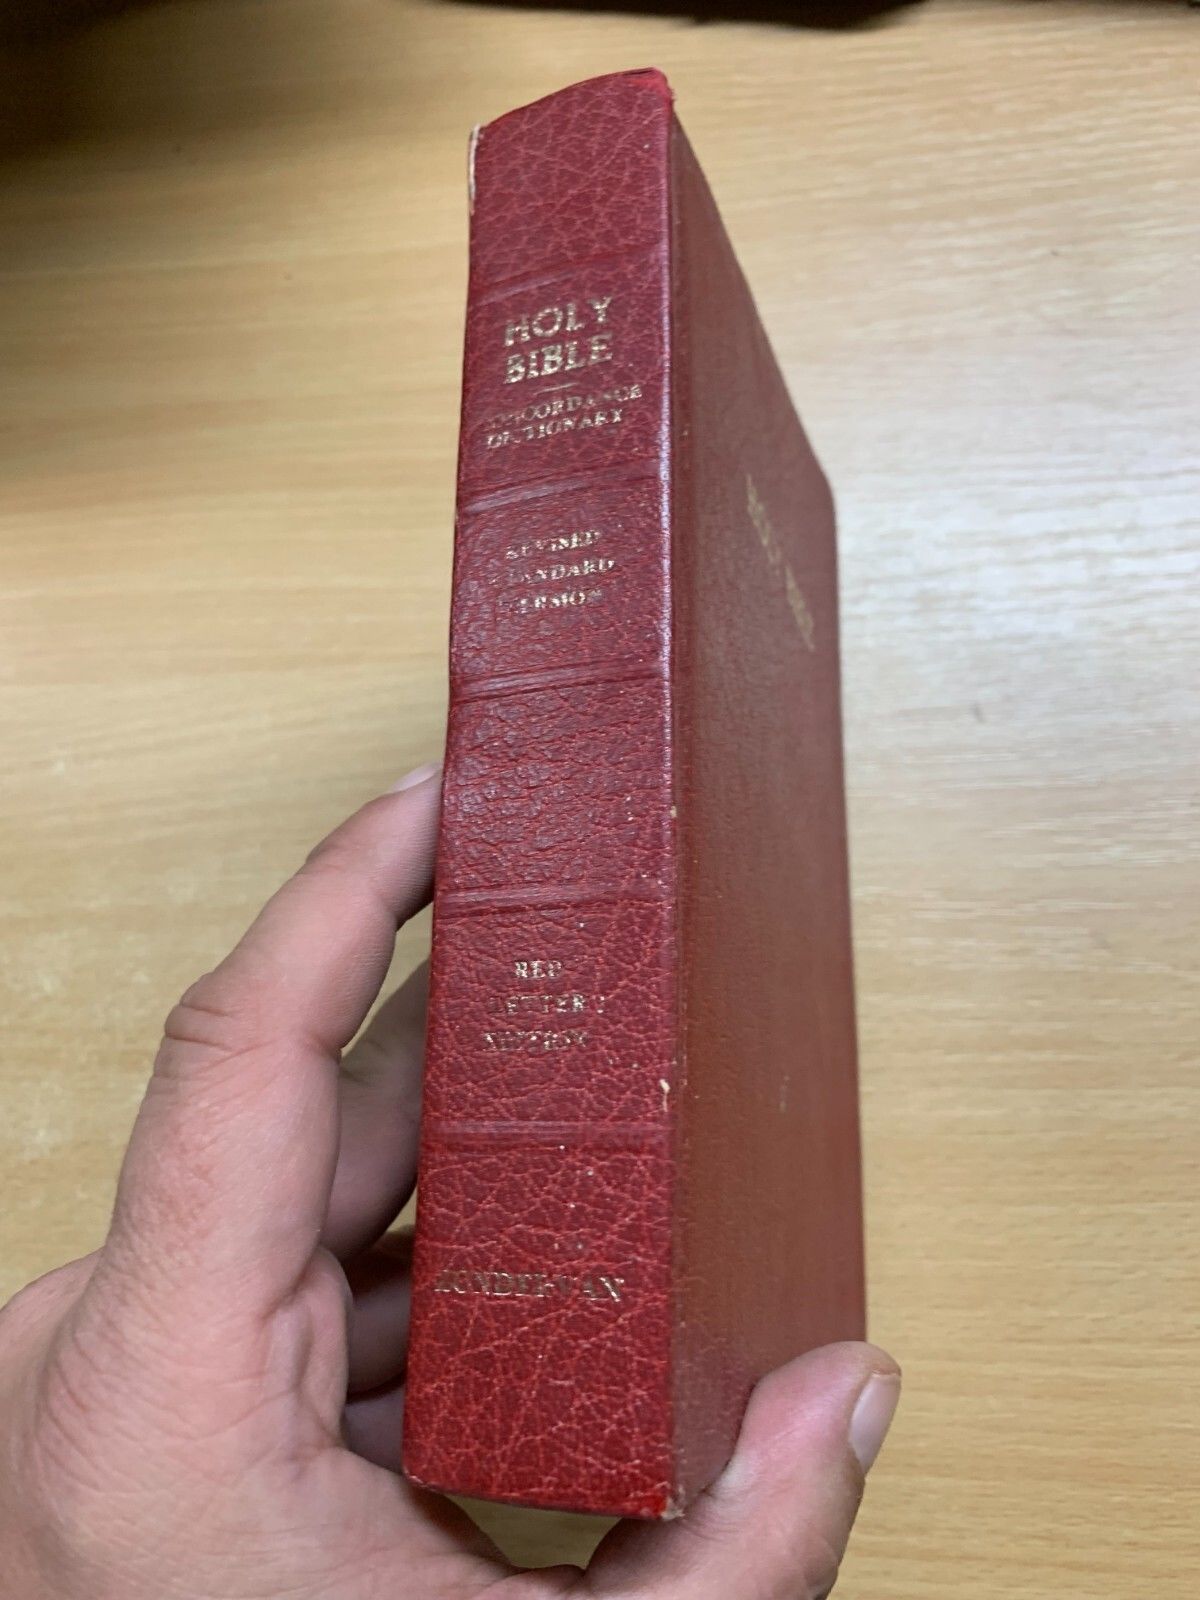 HOLY
BIBLE
CONCORDANCE
DICTIONARY
REVISED
STANDARD
VERSION
RED
LETTER
EDITION
ZONDERVAN